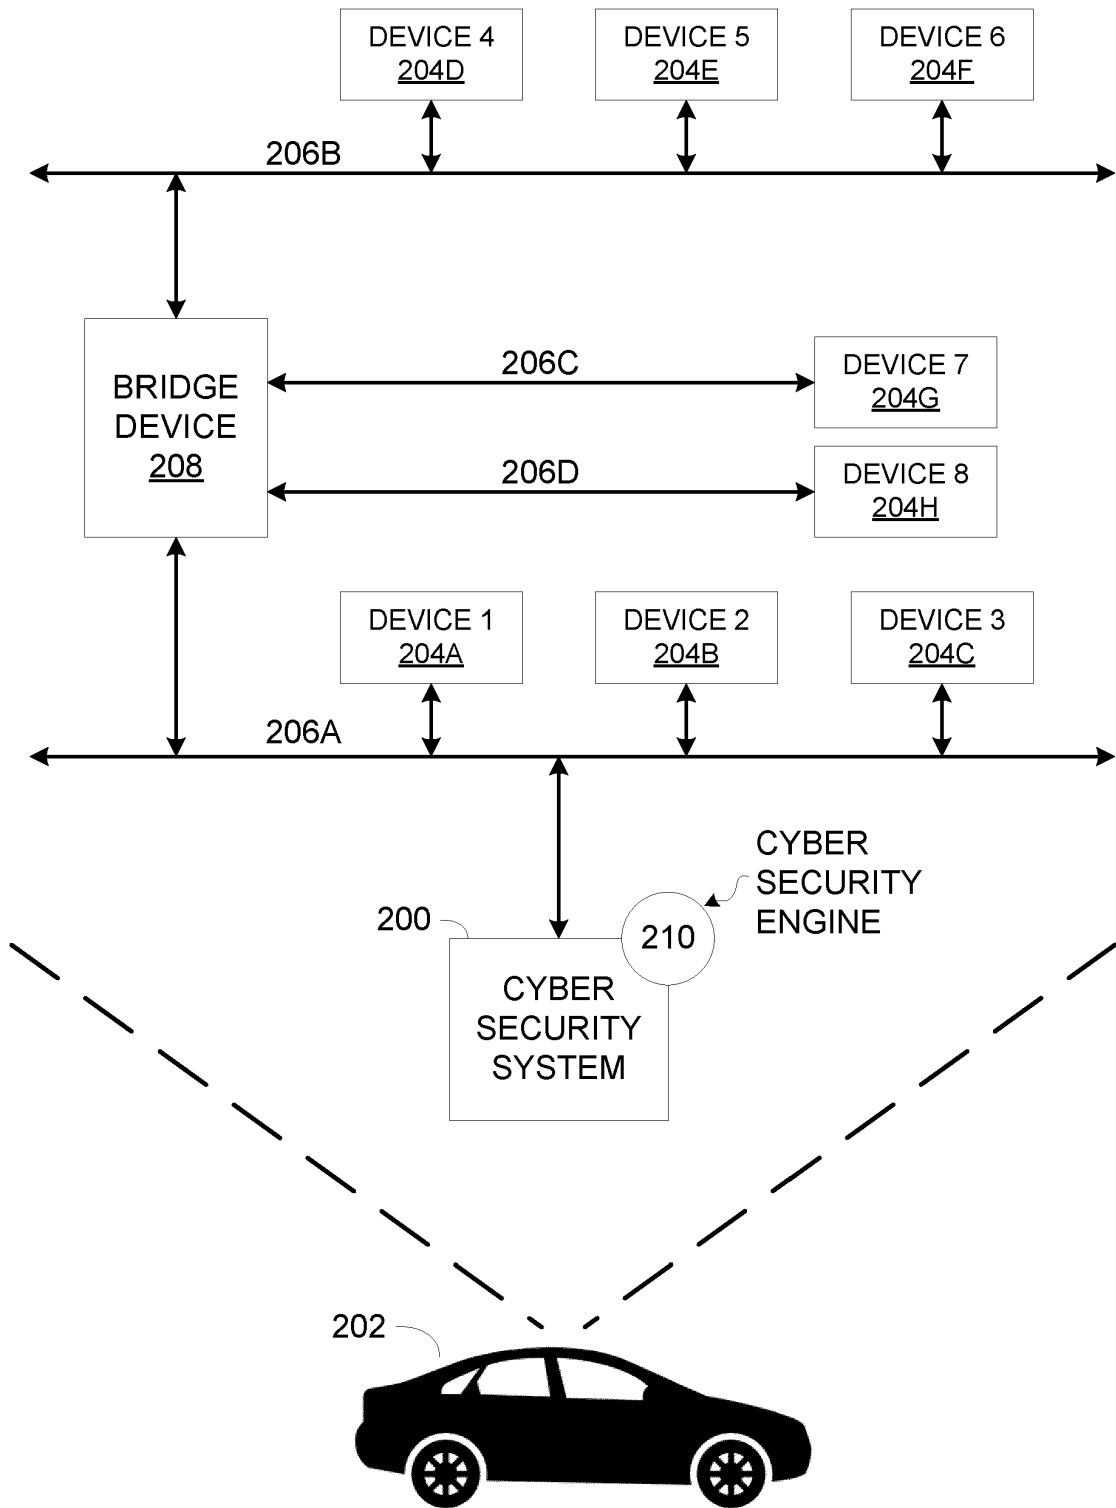 DEVICE 4
204D
DEVICE 5
204E
DEVICE 6
204F
206B
BRIDGE
DEVICE
208
206C
DEVICE 7
204G
206D
DEVICE 8
204H
DEVICE 1
204A
DEVICE 2
204B
DEVICE 3
204C
206A
CYBER
SECURITY
ENGINE
200
210
CYBER
SECURITY
SYSTEM
202